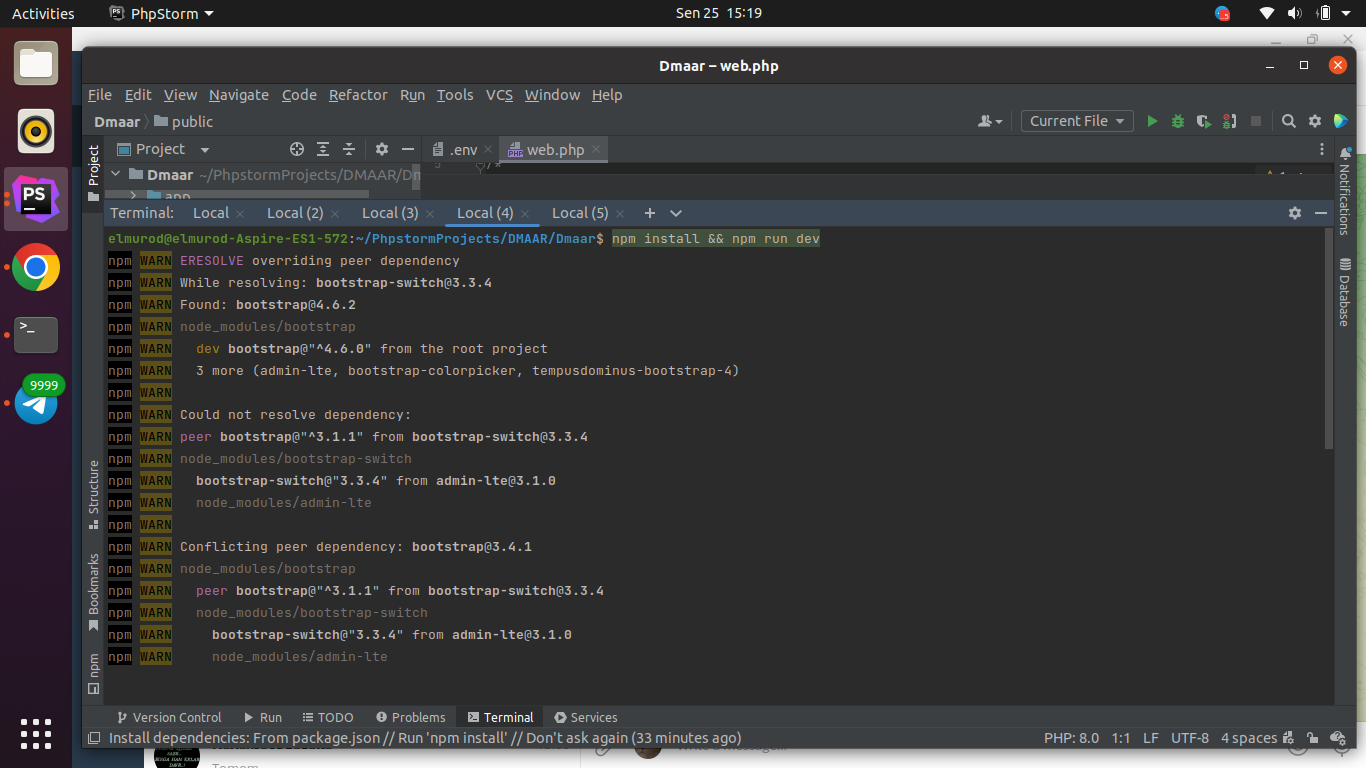 Activities PhpStorm Sen 25 15:19
Dmaar – web.php
File Edit View Navigate Code Refactor Run Tools VCS Window Help
Dmaar public Current File
Project .env web.php
Dmaar ~/PhpstormProjects/DMAAR/Dm
app
Terminal: Local Local (2) Local (3) Local (4) Local (5)
elmurod@elmurod-Aspire-ES1-572:~/PhpstormProjects/DMAAR/Dmaar$ npm install && npm run dev
npm WARN ERESOLVE overriding peer dependency
npm WARN While resolving: bootstrap-switch@3.3.4
npm WARN Found: bootstrap@4.6.2
npm WARN node_modules/bootstrap
npm WARN dev bootstrap@"^4.6.0" from the root project
npm WARN 3 more (admin-lte, bootstrap-colorpicker, tempusdominus-bootstrap-4)
npm WARN
npm WARN Could not resolve dependency:
npm WARN peer bootstrap@"^3.1.1" from bootstrap-switch@3.3.4
npm WARN node_modules/bootstrap-switch
npm WARN bootstrap-switch@"3.3.4" from admin-lte@3.1.0
npm WARN node_modules/admin-lte
npm WARN
npm WARN Conflicting peer dependency: bootstrap@3.4.1
npm WARN node_modules/bootstrap
npm WARN peer bootstrap@"^3.1.1" from bootstrap-switch@3.3.4
npm WARN node_modules/bootstrap-switch
npm WARN bootstrap-switch@"3.3.4" from admin-lte@3.1.0
npm WARN node_modules/admin-lte
Project
Structure
Bookmarks
npm
Notifications
Database
PS
9999
Version Control Run TODO Problems Terminal Services
Install dependencies: From package.json // Run 'npm install' // Don't ask again (33 minutes ago) PHP: 8.0 1:1 LF UTF-8 4 spaces